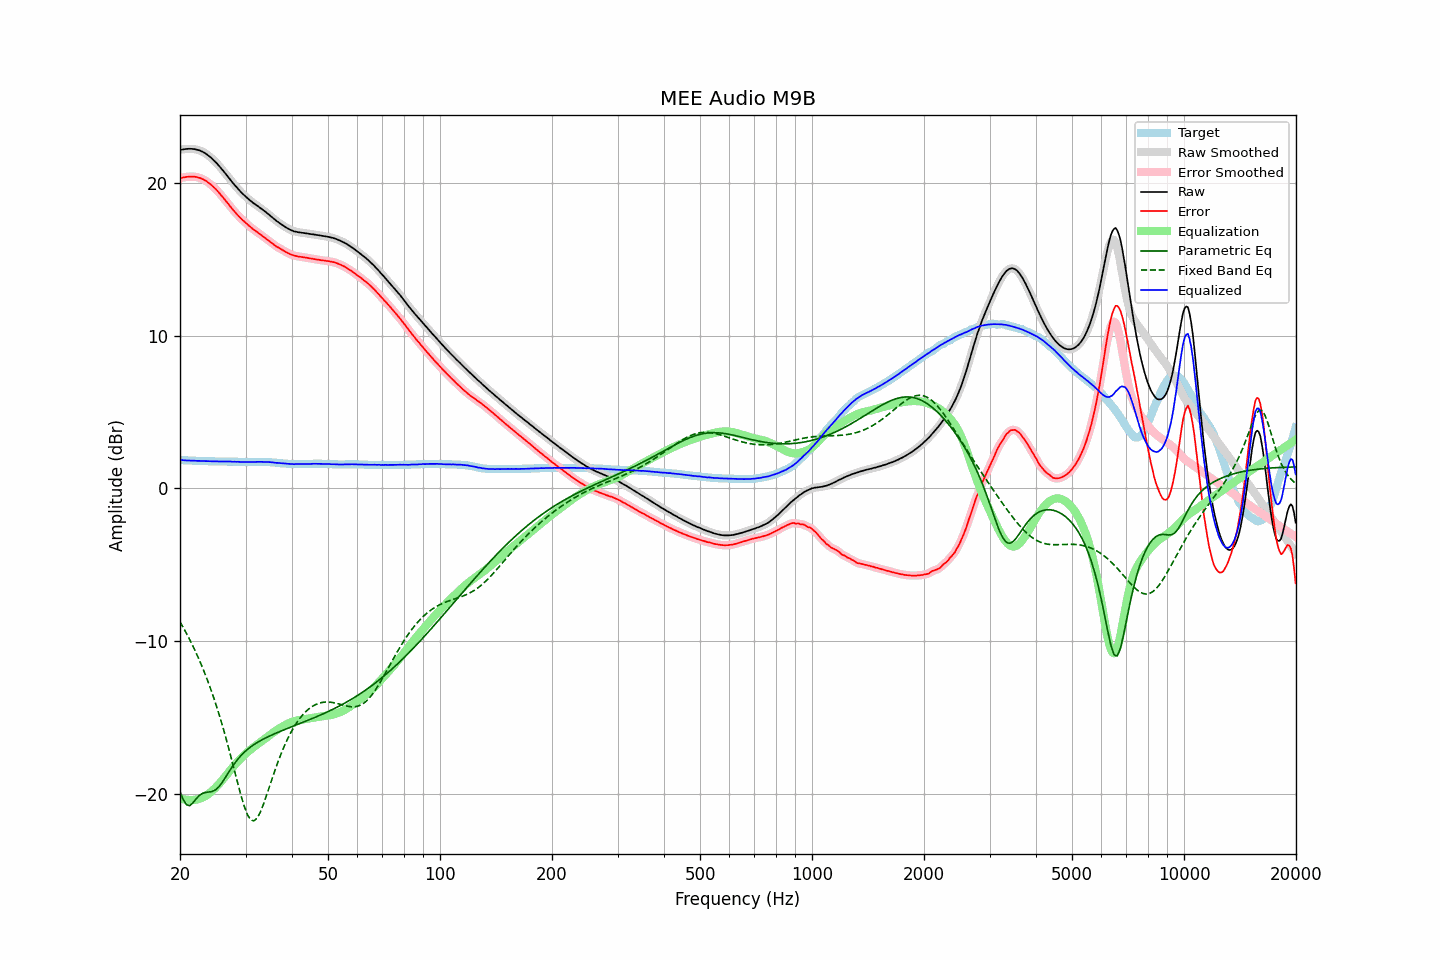 MEE Audio M9B
Amplitude (dBr)
20
10
0
−10
−20
Target
Raw Smoothed
Error Smoothed
Raw
Error
Equalization
Parametric Eq
Fixed Band Eq
Equalized
20 50 100 200 500 1000 2000 5000 10000 20000
Frequency (Hz)